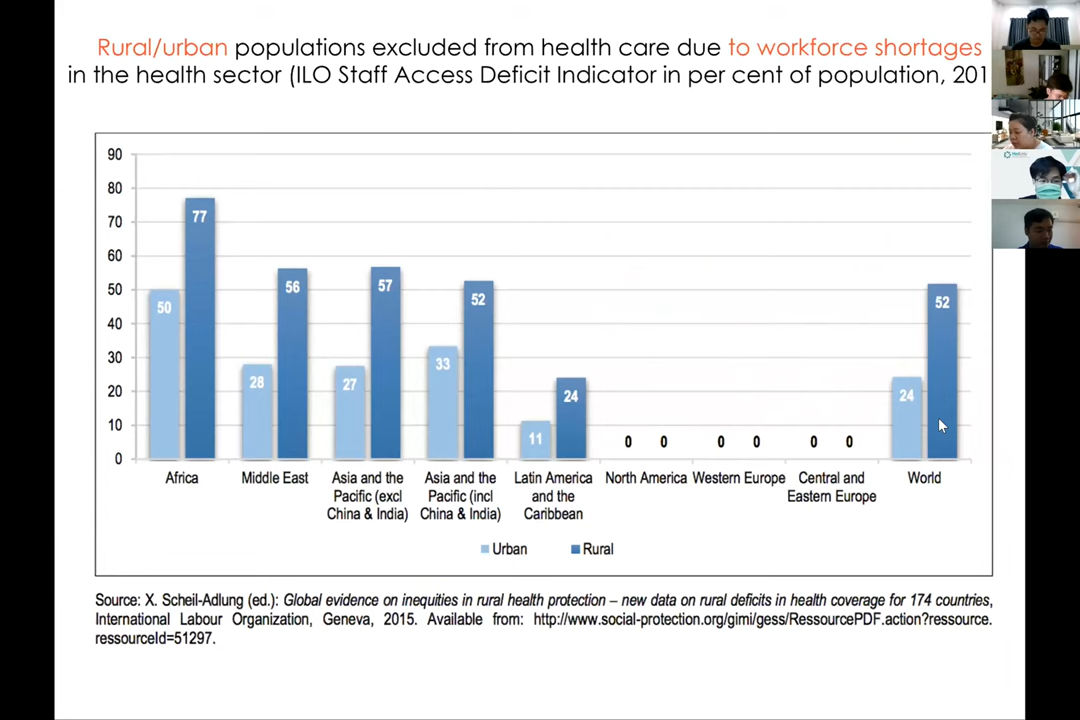 Rural/urban populations excluded from health care due to workforce shortages
in the health sector (ILO Staff Access Deficit Indicator in per cent of population, 201
90
80
70
60
50
40
30
20
10
0
50
77
28
56
27
57
33
52
11
24
0
0
0
0
0
0
24
52
Africa
Middle East
Asia and the
Pacific (excl
China & India)
Asia and the
Pacific (incl
China & India)
Latin America
and the
Caribbean
North America
Western Europe
Central and
Eastern Europe
World
Urban
Rural
Source: X. Scheil-Adlung (ed.): Global evidence on inequities in rural health protection – new data on rural deficits in health coverage for 174 countries,
International Labour Organization, Geneva, 2015. Available from: http://www.social-protection.org/gimi/gess/RessourcePDF.action?ressource.
ressourceId=51297.